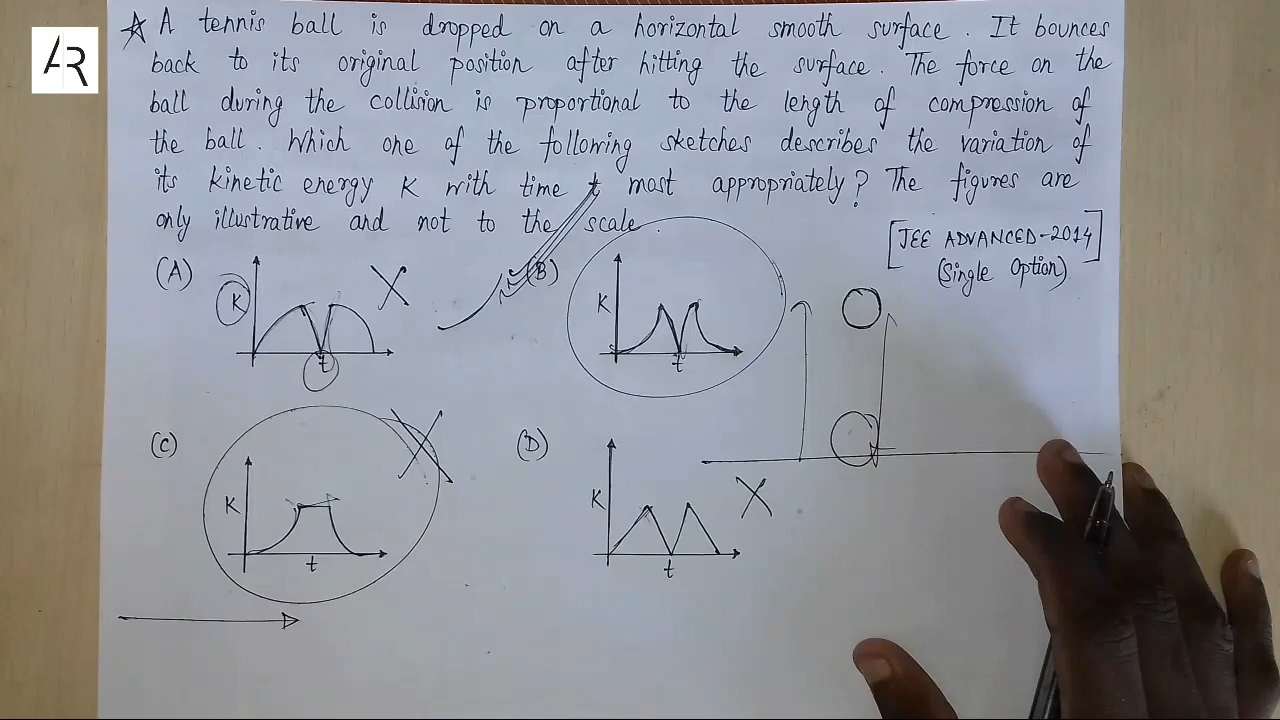 AR
☆ A tennis ball is dropped on a horizontal smooth surface. It bounces
back to its original position after hitting the surface. The force on the
ball during the collision is proportional to the length of compression of
the ball. Which one of the following sketches describes the variation of
its kinetic energy K with time t most appropriately? The figures are
only illustrative and not to the scale.
[JEE ADVANCED-2014]
(Single Option)
(A)
K
t
(B)
K
t
(C)
K
t
(D)
K
t